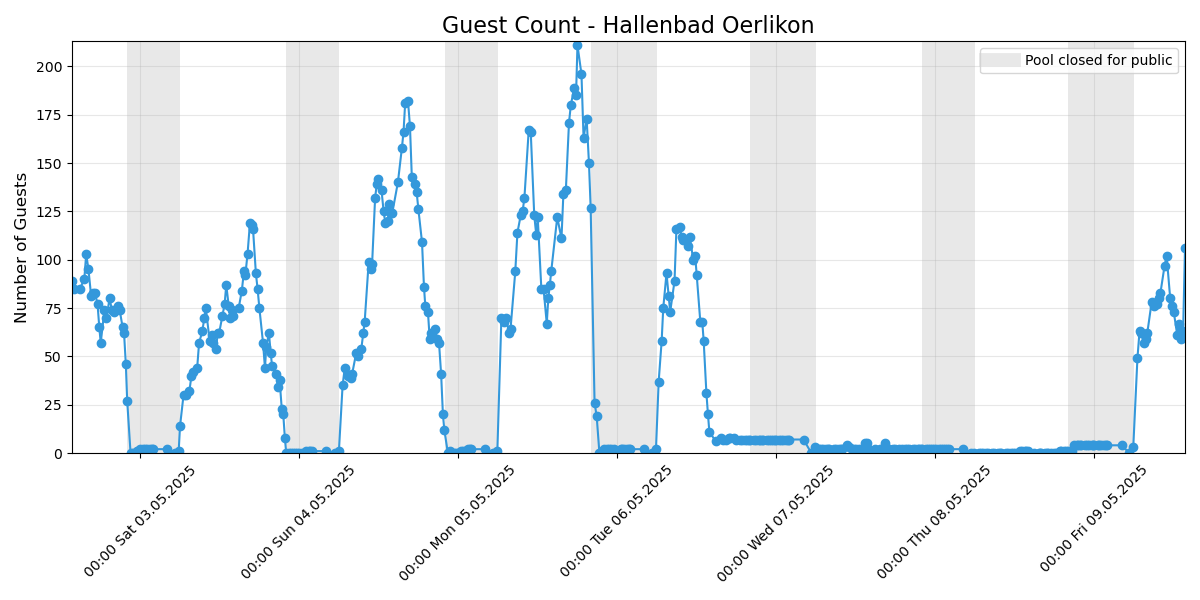 Guest Count - Hallenbad Oerlikon
Pool closed for public
Number of Guests
200
175
150
125
100
75
50
25
0
00:00 Sat 03.05.2025
00:00 Sun 04.05.2025
00:00 Mon 05.05.2025
00:00 Tue 06.05.2025
00:00 Wed 07.05.2025
00:00 Thu 08.05.2025
00:00 Fri 09.05.2025